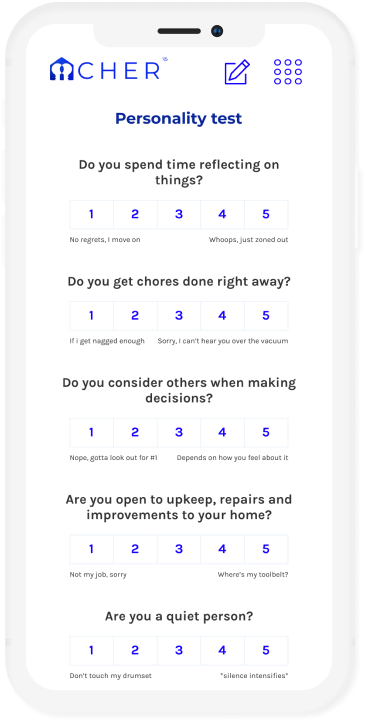 CHER
Personality test
Do you spend time reflecting on
things?
1 2 3 4 5
No regrets, I move on Whoops, just zoned out
Do you get chores done right away?
1 2 3 4 5
If i get nagged enough Sorry, I can't hear you over the vacuum
Do you consider others when making
decisions?
1 2 3 4 5
Nope, gotta look out for #1 Depends on how you feel about it
Are you open to upkeep, repairs and
improvements to your home?
1 2 3 4 5
Not my job, sorry Where's my toolbelt?
Are you a quiet person?
1 2 3 4 5
Don't touch my drumset *silence intensifies*